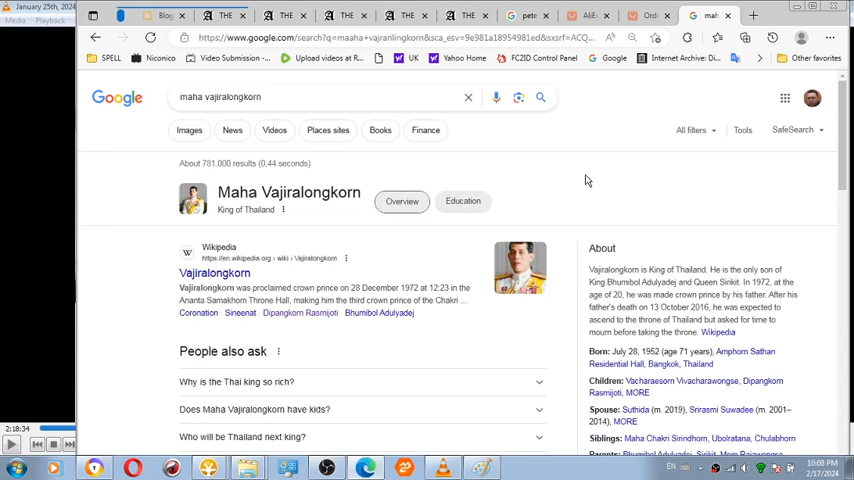 January 25th, 2024
Media Playback
Blog
THE
THE
THE
THE
THE
pete
AliEx
Orde
mah
https://www.google.com/search?q=maaha+vajranlingkorn&sca_esv=9e981a18954981ed&sxsrf=ACQ...
SPELL
Niconico
Video Submission -...
Upload videos at R...
UK
Yahoo Home
FC2ID Control Panel
Google
Internet Archive: Di...
Other favorites
Google
maha vajiralongkorn
Images
News
Videos
Places sites
Books
Finance
All filters
Tools
SafeSearch
About 781.000 results (0,44 seconds)
Maha Vajiralongkorn
King of Thailand
Overview
Education
Wikipedia
https://en.wikipedia.org › wiki › Vajiralongkorn
Vajiralongkorn
Vajiralongkorn was proclaimed crown prince on 28 December 1972 at 12:23 in the
Ananta Samakhom Throne Hall, making him the third crown prince of the Chakri ...
Coronation · Sineenat · Dipangkorn Rasmijoti · Bhumibol Adulyadej
People also ask
Why is the Thai king so rich?
Does Maha Vajiralongkorn have kids?
Who will be Thailand next king?
About
Vajiralongkorn is King of Thailand. He is the only son of
King Bhumibol Adulyadej and Queen Sirikit. In 1972, at the
age of 20, he was made crown prince by his father. After his
father's death on 13 October 2016, he was expected to
ascend to the throne of Thailand but asked for time to
mourn before taking the throne. Wikipedia
Born: July 28, 1952 (age 71 years), Amphorn Sathan
Residential Hall, Bangkok, Thailand
Children: Vacharaesorn Vivacharawongse, Dipangkorn
Rasmijoti, MORE
Spouse: Suthida (m. 2019), Srirasmi Suwadee (m. 2001–
2014), MORE
Siblings: Maha Chakri Sirindhorn, Ubolratana, Chulabhorn
2:18:34
EN
10:08 PM
2/17/2024